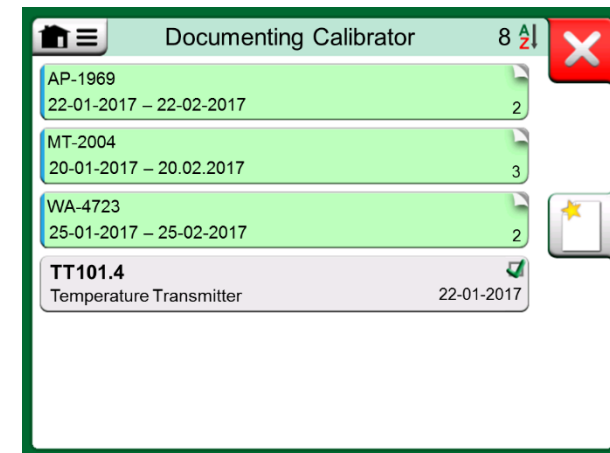 Documenting Calibrator 8 AZ
AP-1969
22-01-2017 – 22-02-2017
2
MT-2004
20-01-2017 – 20.02.2017
3
WA-4723
25-01-2017 – 25-02-2017
2
TT101.4
Temperature Transmitter 22-01-2017